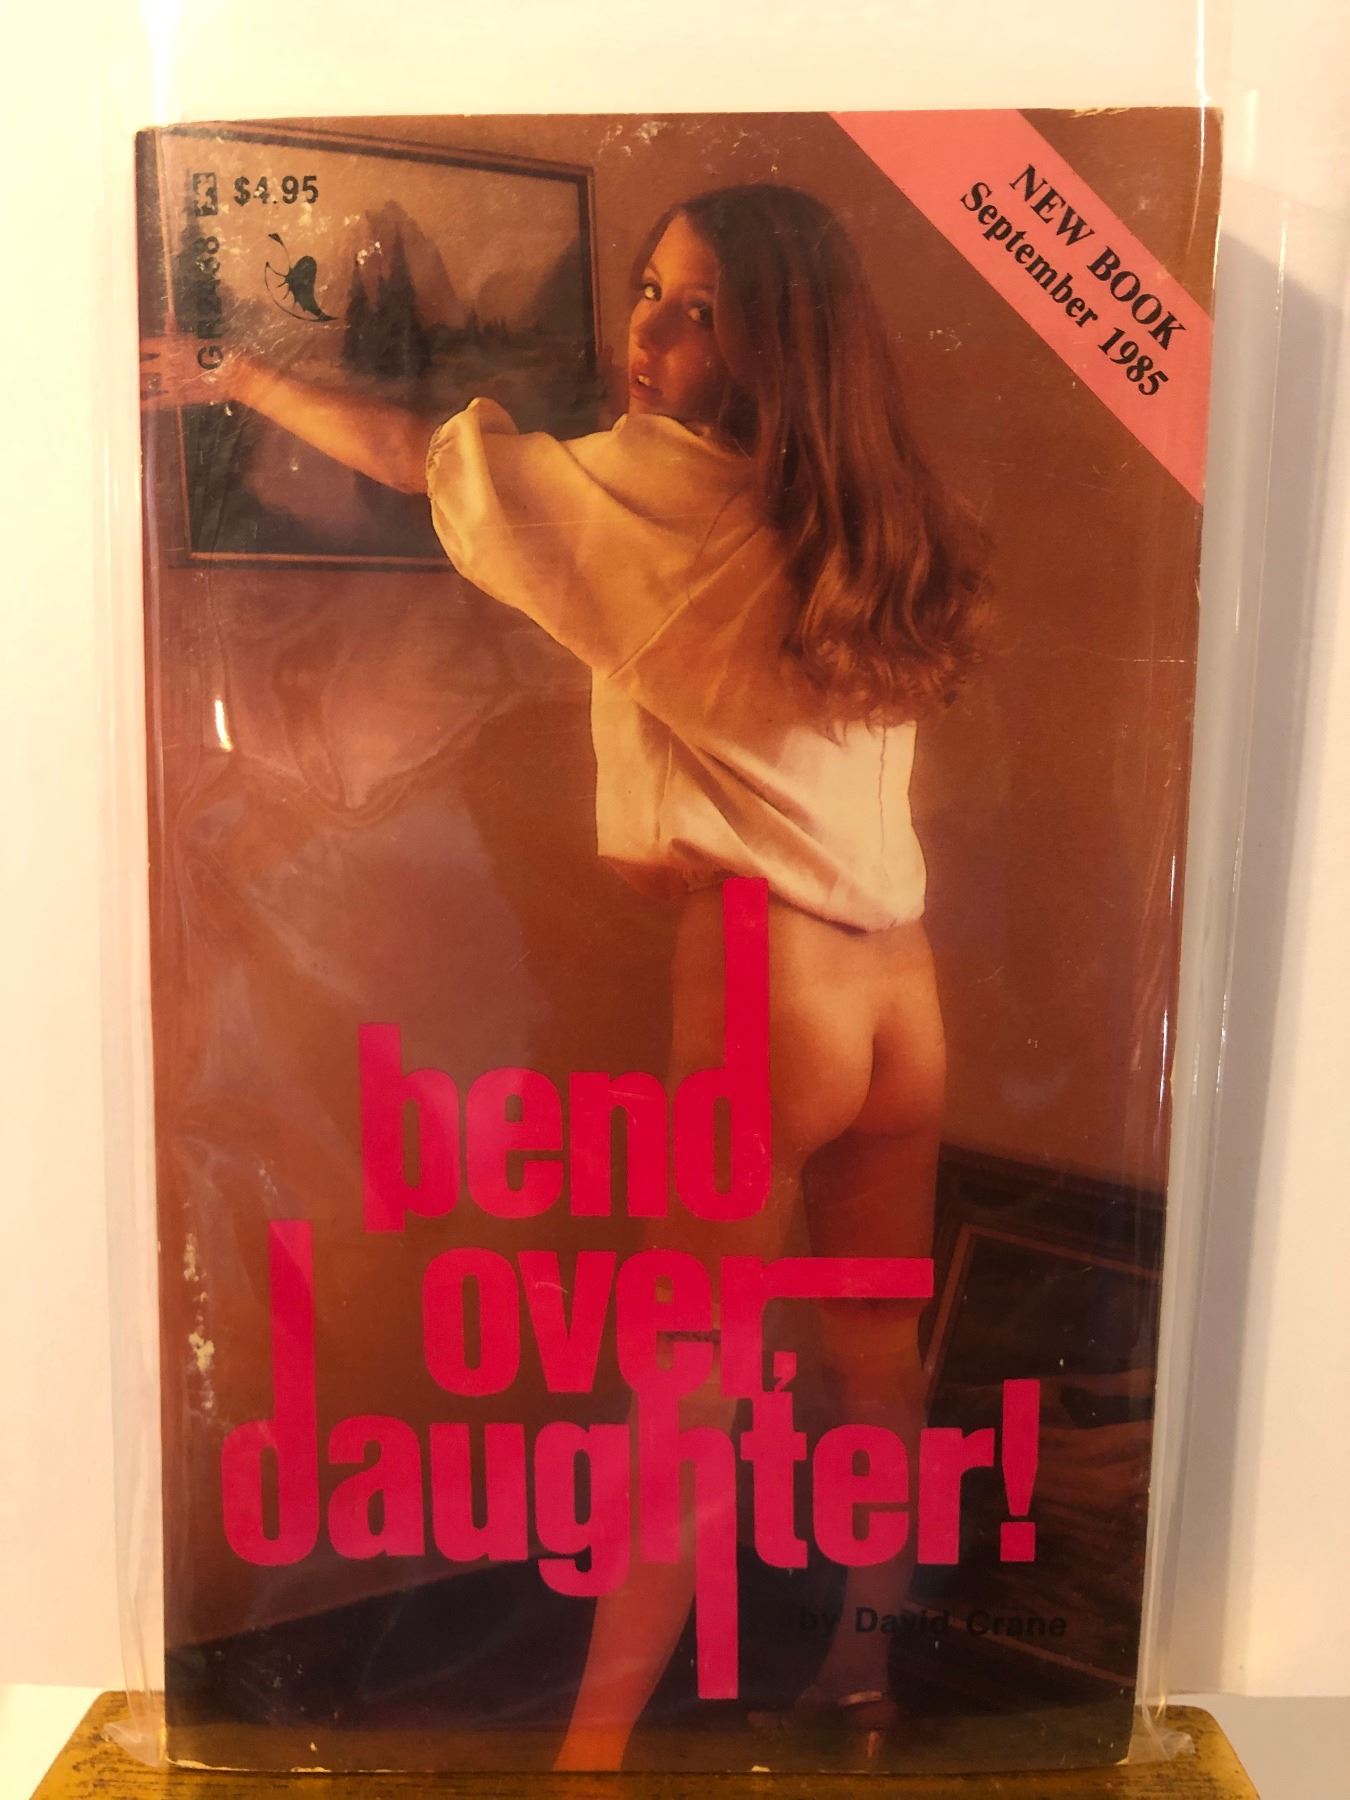 $4.95
NEW BOOK
September 1985
bend
over,
daughter!
by David Crane